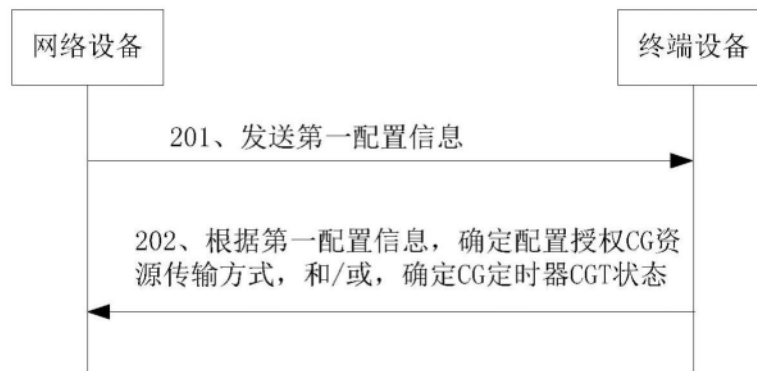 网络设备
终端设备
201、发送第一配置信息
202、根据第一配置信息，确定配置授权CG资
源传输方式，和/或，确定CG定时器CGT状态